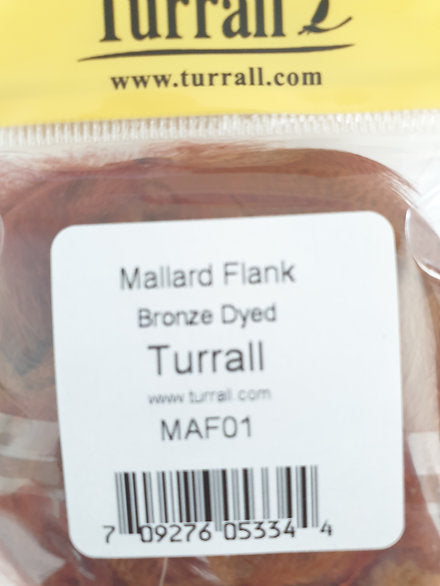 Turrall
www.turrall.com
Mallard Flank
Bronze Dyed
Turrall
www.turrall.com
MAF01
7 09276 05334 4